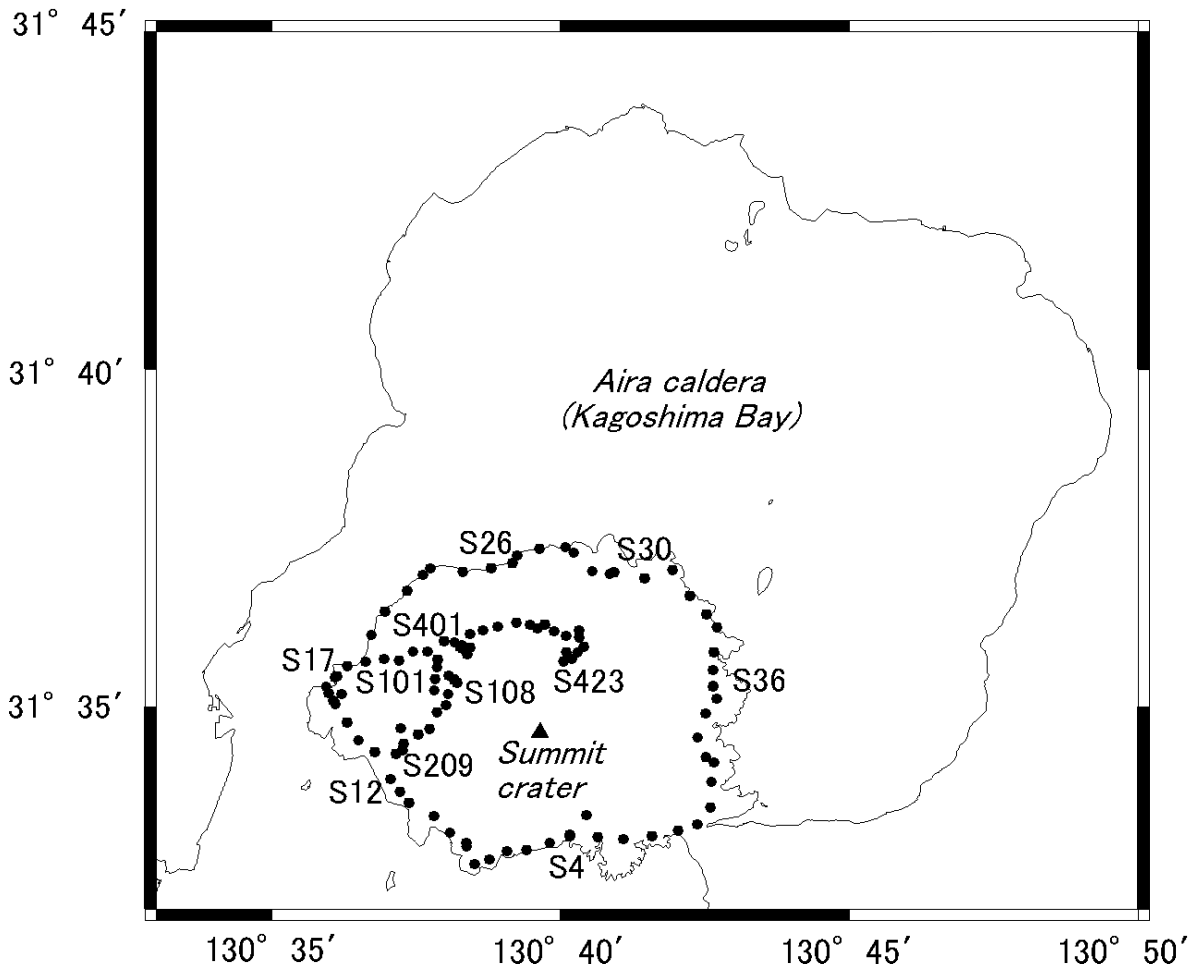 31° 45′
31° 40′
Aira caldera
(Kagoshima Bay)
S26
S30
S401
S17
S101
S108
S423
S36
31° 35′
Summit
crater
S209
S12
S4
130° 35′
130° 40′
130° 45′
130° 50′